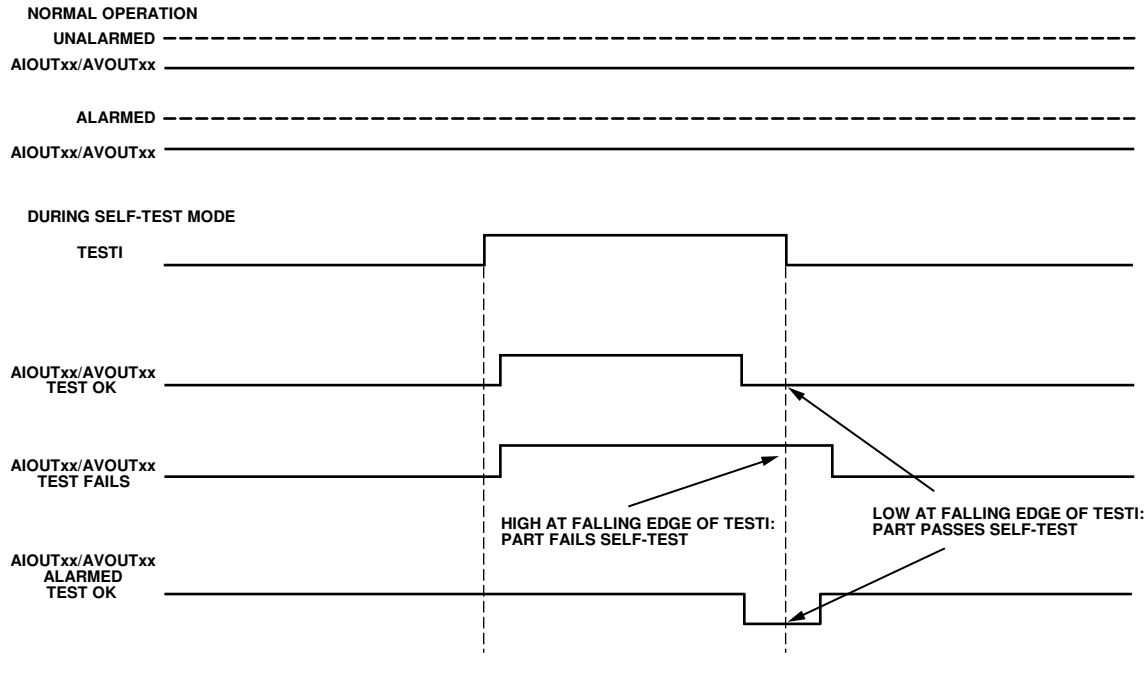 NORMAL OPERATION
UNALARMED
AIOUTxx/AVOUTxx
ALARMED
AIOUTxx/AVOUTxx
DURING SELF-TEST MODE
TESTI
AIOUTxx/AVOUTxx
TEST OK
AIOUTxx/AVOUTxx
TEST FAILS
HIGH AT FALLING EDGE OF TESTI:
PART FAILS SELF-TEST
LOW AT FALLING EDGE OF TESTI:
PART PASSES SELF-TEST
AIOUTxx/AVOUTxx
ALARMED
TEST OK